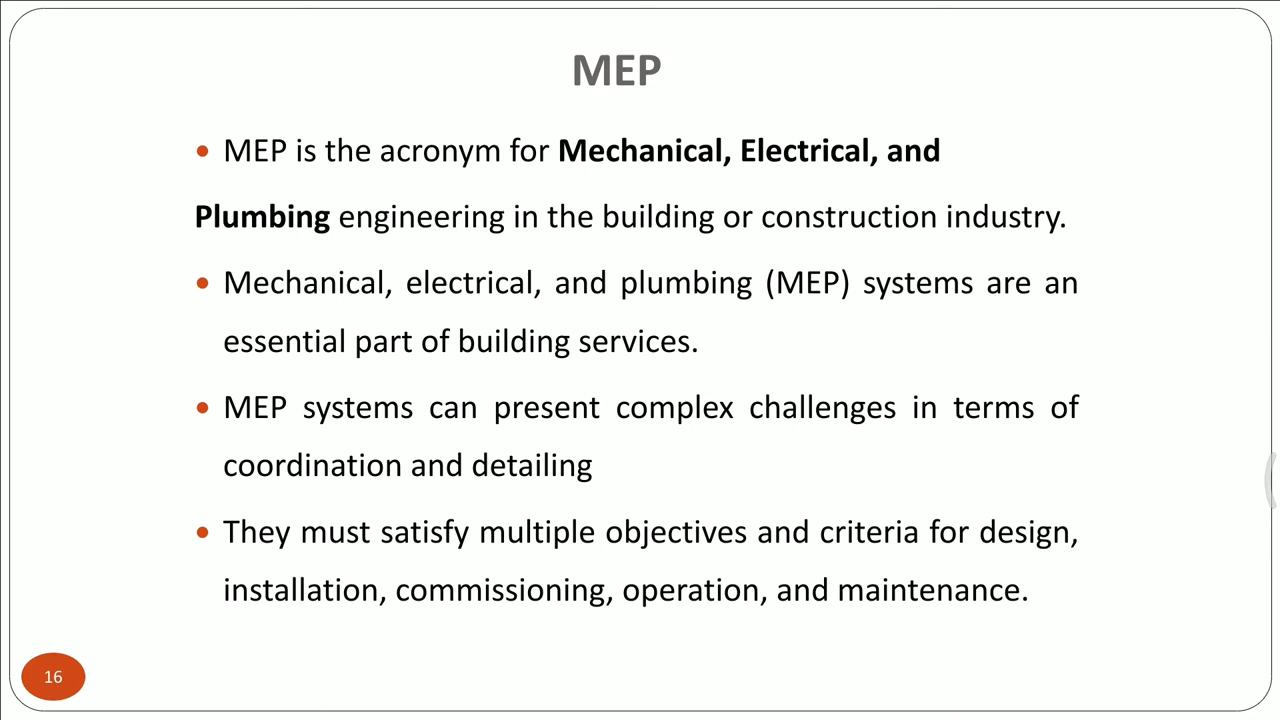 MEP
• MEP is the acronym for Mechanical, Electrical, and
Plumbing engineering in the building or construction industry.
• Mechanical, electrical, and plumbing (MEP) systems are an
essential part of building services.
• MEP systems can present complex challenges in terms of
coordination and detailing
• They must satisfy multiple objectives and criteria for design,
installation, commissioning, operation, and maintenance.
16